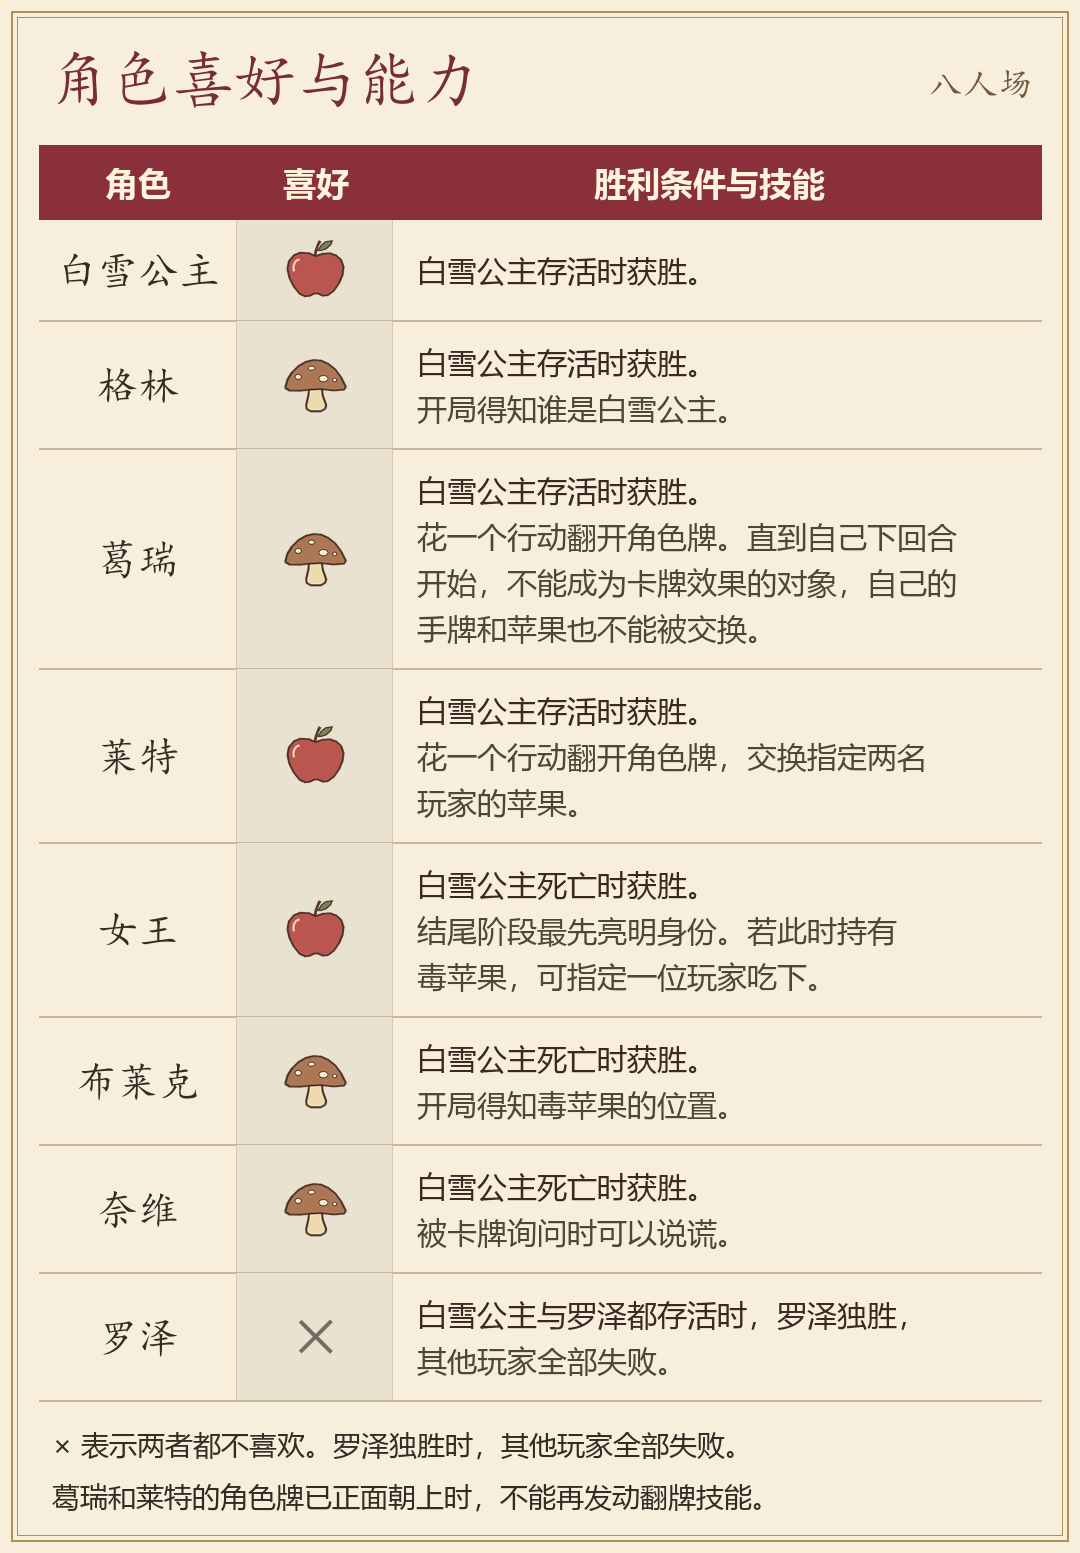 角色喜好与能力
八人场
角色 喜好 胜利条件与技能
白雪公主
白雪公主存活时获胜。
格林
白雪公主存活时获胜。
开局得知谁是白雪公主。
葛瑞
白雪公主存活时获胜。
花一个行动翻开角色牌。直到自己下回合
开始，不能成为卡牌效果的对象，自己的
手牌和苹果也不能被交换。
莱特
白雪公主存活时获胜。
花一个行动翻开角色牌，交换指定两名
玩家的苹果。
女王
白雪公主死亡时获胜。
结尾阶段最先亮明身份。若此时持有
毒苹果，可指定一位玩家吃下。
布莱克
白雪公主死亡时获胜。
开局得知毒苹果的位置。
奈维
白雪公主死亡时获胜。
被卡牌询问时可以说谎。
罗泽
×
白雪公主与罗泽都存活时，罗泽独胜，
其他玩家全部失败。
× 表示两者都不喜欢。罗泽独胜时，其他玩家全部失败。
葛瑞和莱特的角色牌已正面朝上时，不能再发动翻牌技能。